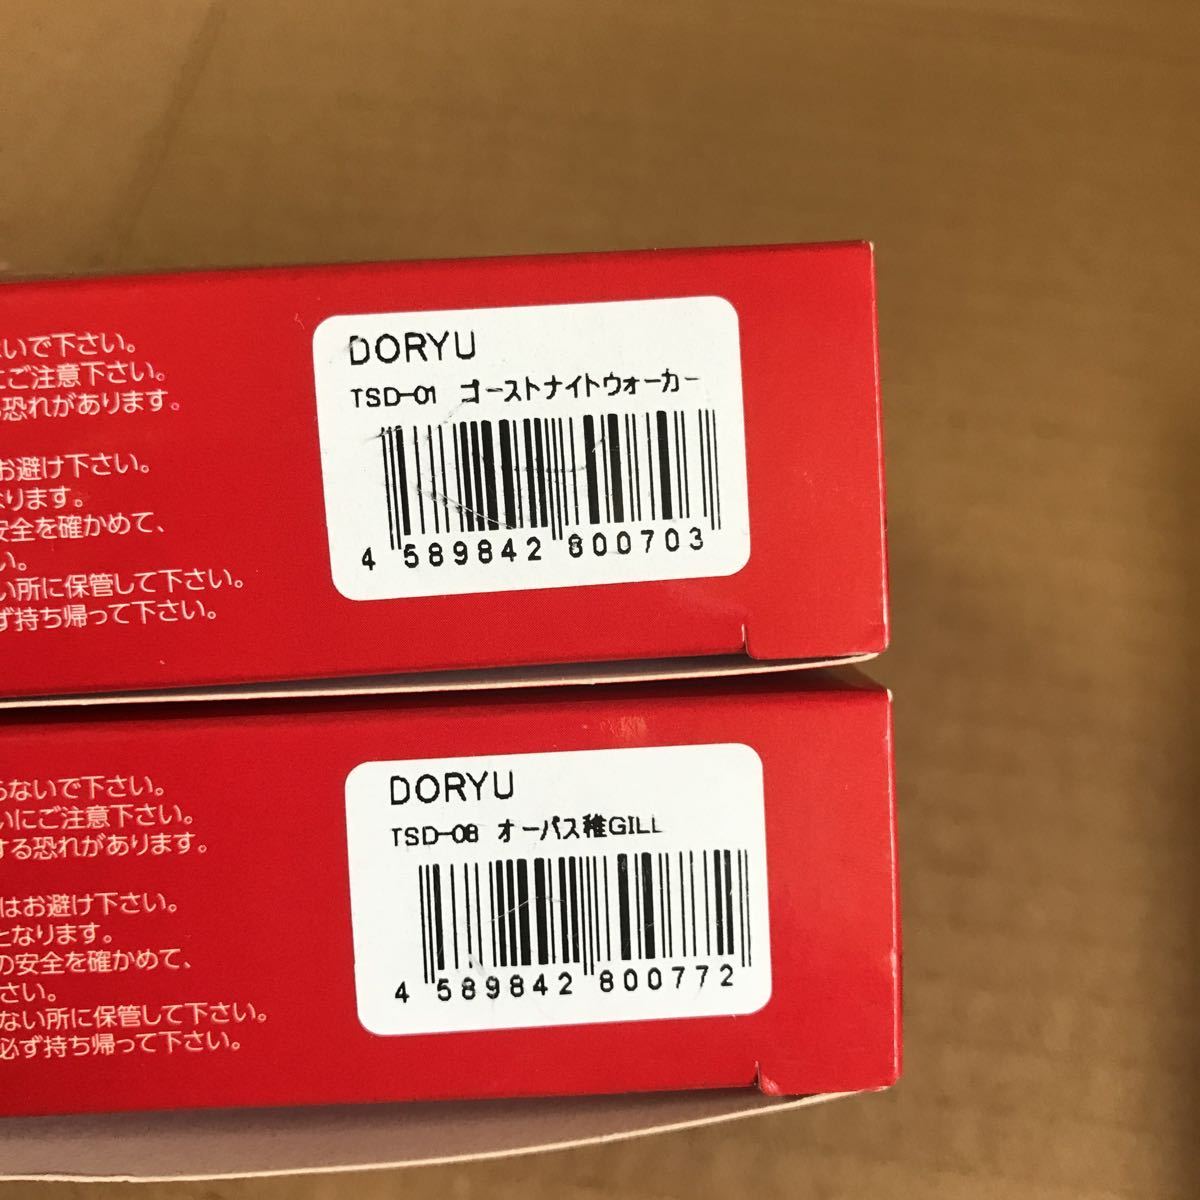 いで下さい。
にご注意下さい。
恐れがあります。
お避け下さい。
なります。
安全を確かめて、
い。
い所に保管して下さい。
ず持ち帰って下さい。
DORYU
TSD-01 ゴーストナイトウォーカー
4 589842 800703
らないで下さい。
いにご注意下さい。
する恐れがあります。
はお避け下さい。
となります。
の安全を確かめて、
さい。
ない所に保管して下さい。
必ず持ち帰って下さい。
DORYU
TSD-08 オーパス稚GILL
4 589842 800772